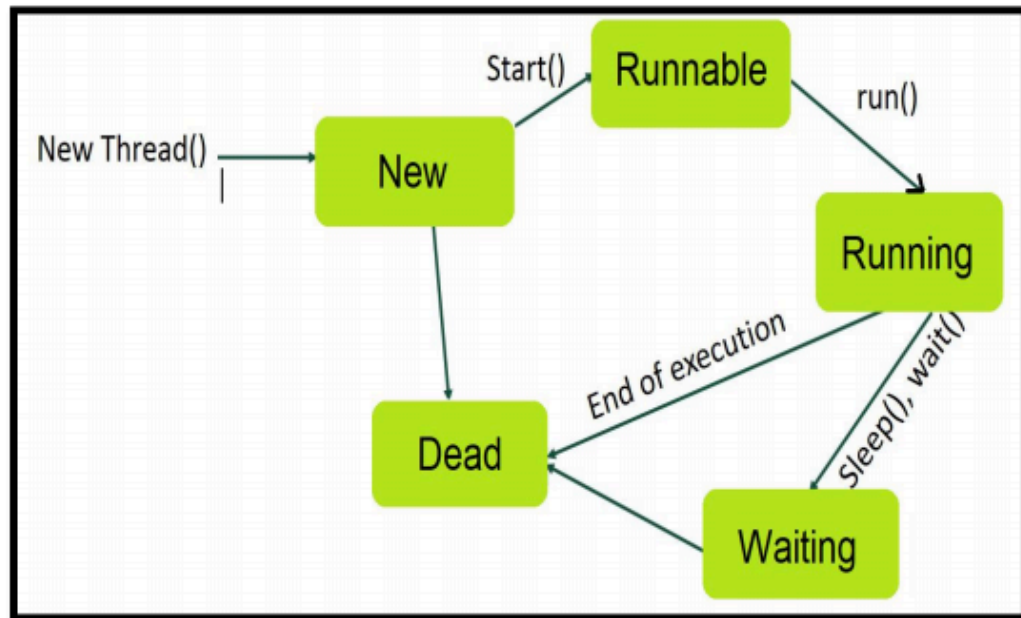 Start()
Runnable
run()
New Thread()
New
Running
End of execution
Sleep(), wait()
Dead
Waiting